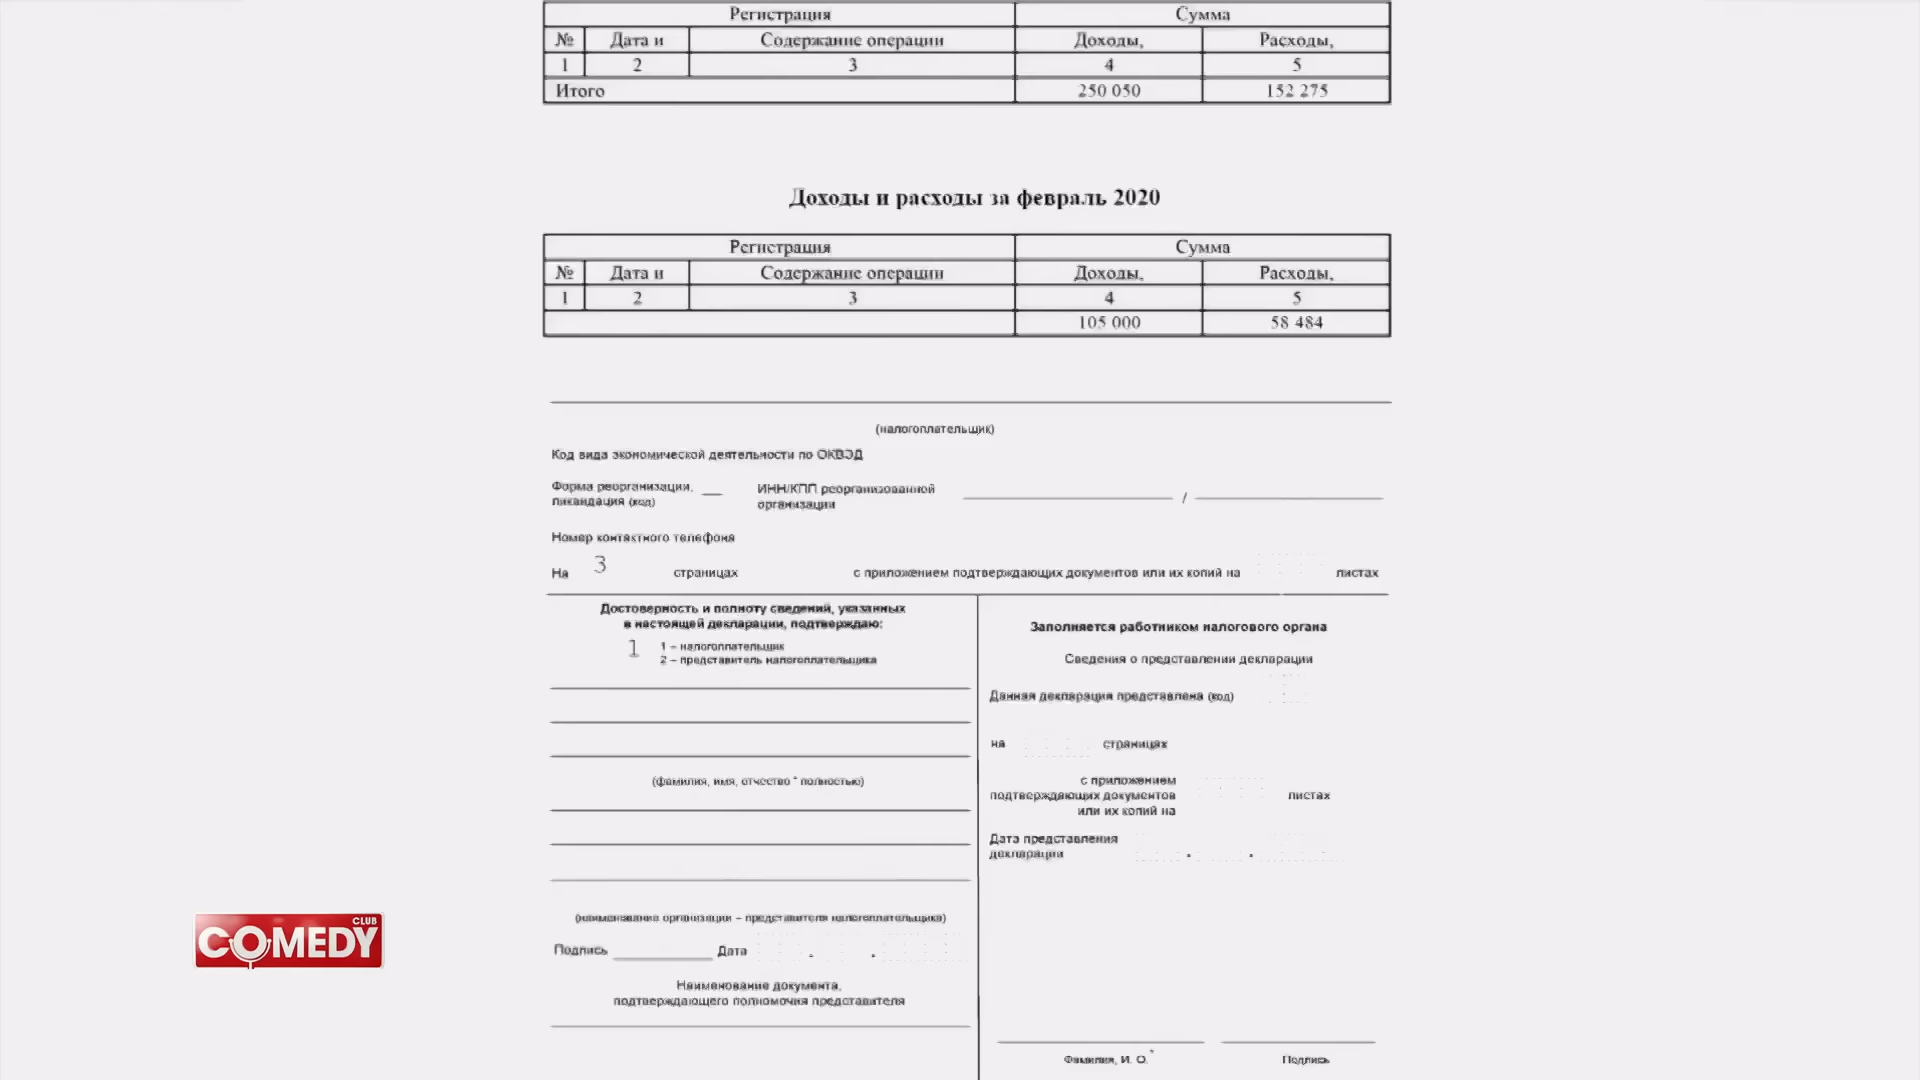 Регистрация Сумма
№ Дата и Содержание операции Доходы, Расходы,
1 2 3 4 5
Итого 250 050 152 275
Доходы и расходы за февраль 2020
Регистрация Сумма
№ Дата и Содержание операции Доходы, Расходы,
1 2 3 4 5
105 000 58 484
(налогоплательщик)
Код вида экономической деятельности по ОКВЭД
Форма реорганизации,
ликвидация (код)
ИНН/КПП реорганизованной
организации /
Номер контактного телефона
На 3 страницах с приложением подтверждающих документов или их копий на листах
Достоверность и полноту сведений, указанных
в настоящей декларации, подтверждаю:
1 1 – налогоплательщик
2 – представитель налогоплательщика
(фамилия, имя, отчество * полностью)
(наименование организации – представителя налогоплательщика)
Подпись Дата . .
Наименование документа,
подтверждающего полномочия представителя
Заполняется работником налогового органа
Сведения о представлении декларации
Данная декларация представлена (код)
на страницах
с приложением
подтверждающих документов листах
или их копий на
Дата представления
декларации . .
Фамилия, И. О.* Подпись
COMEDY CLUB